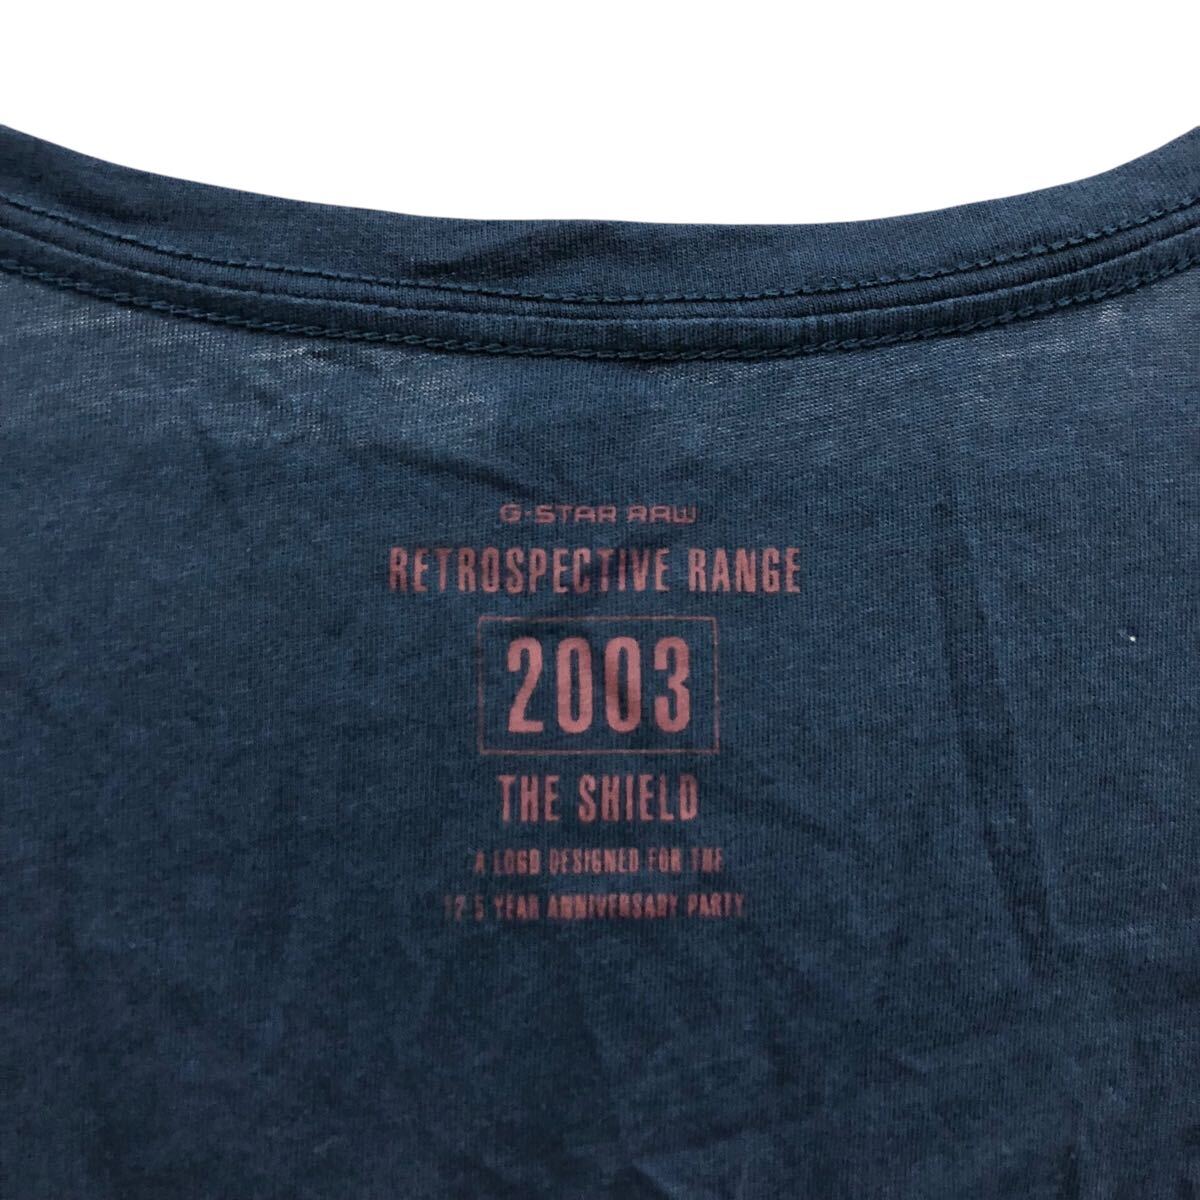 G-STAR RAW
RETROSPECTIVE RANGE
2003
THE SHIELD
A LOGO DESIGNED FOR THE
12.5 YEAR ANNIVERSARY PARTY